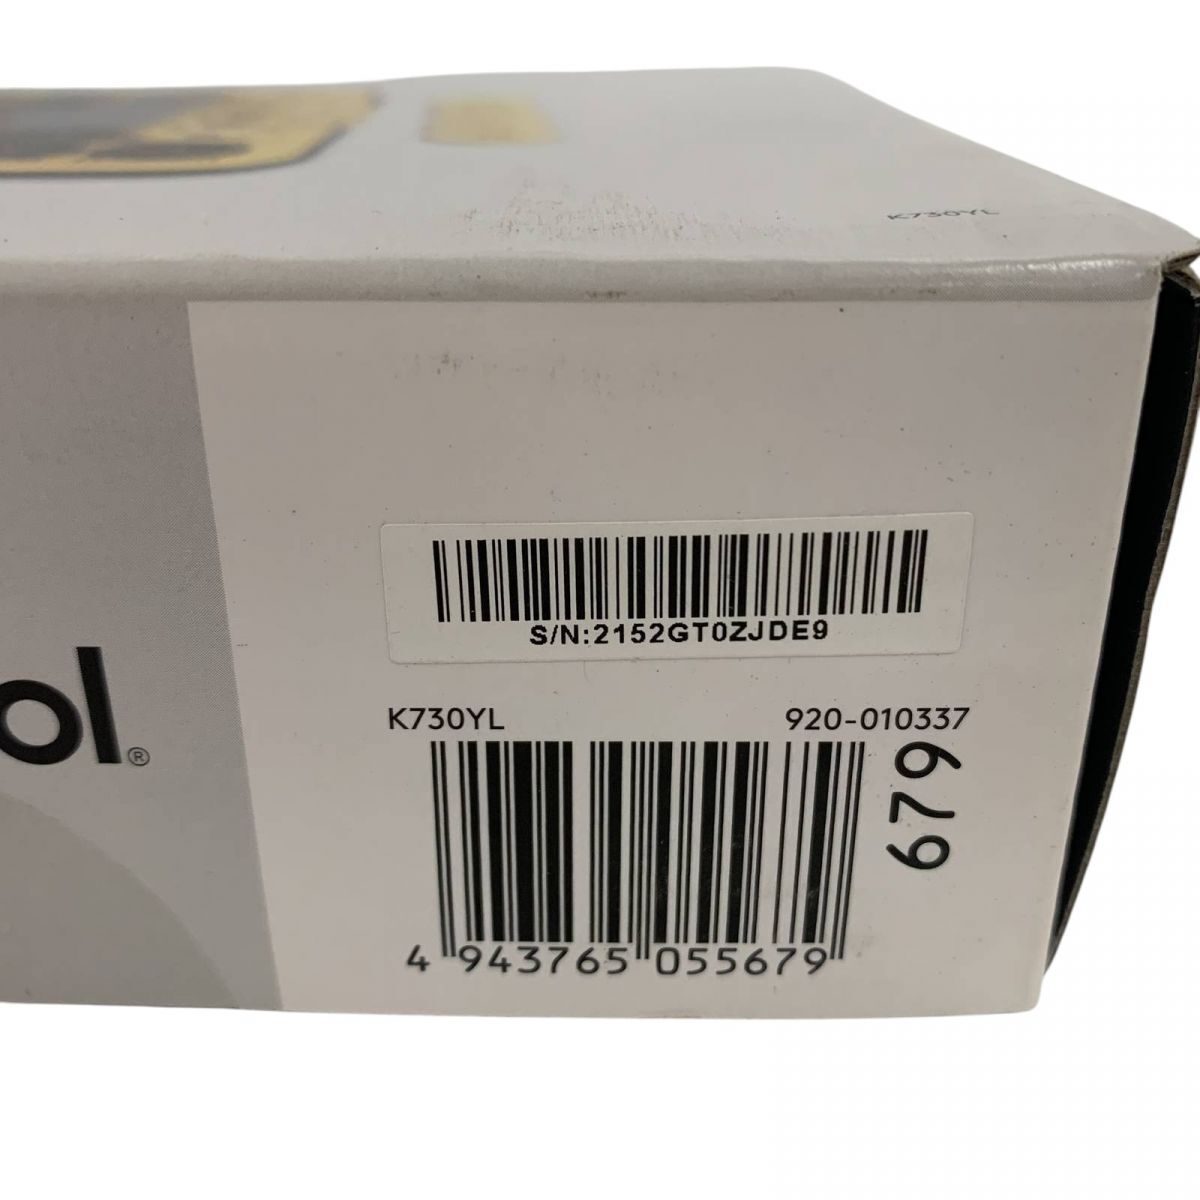 K730YL
S/N:2152GT0ZJDE9
ol®
K730YL 920-010337
679
4 943765 055679